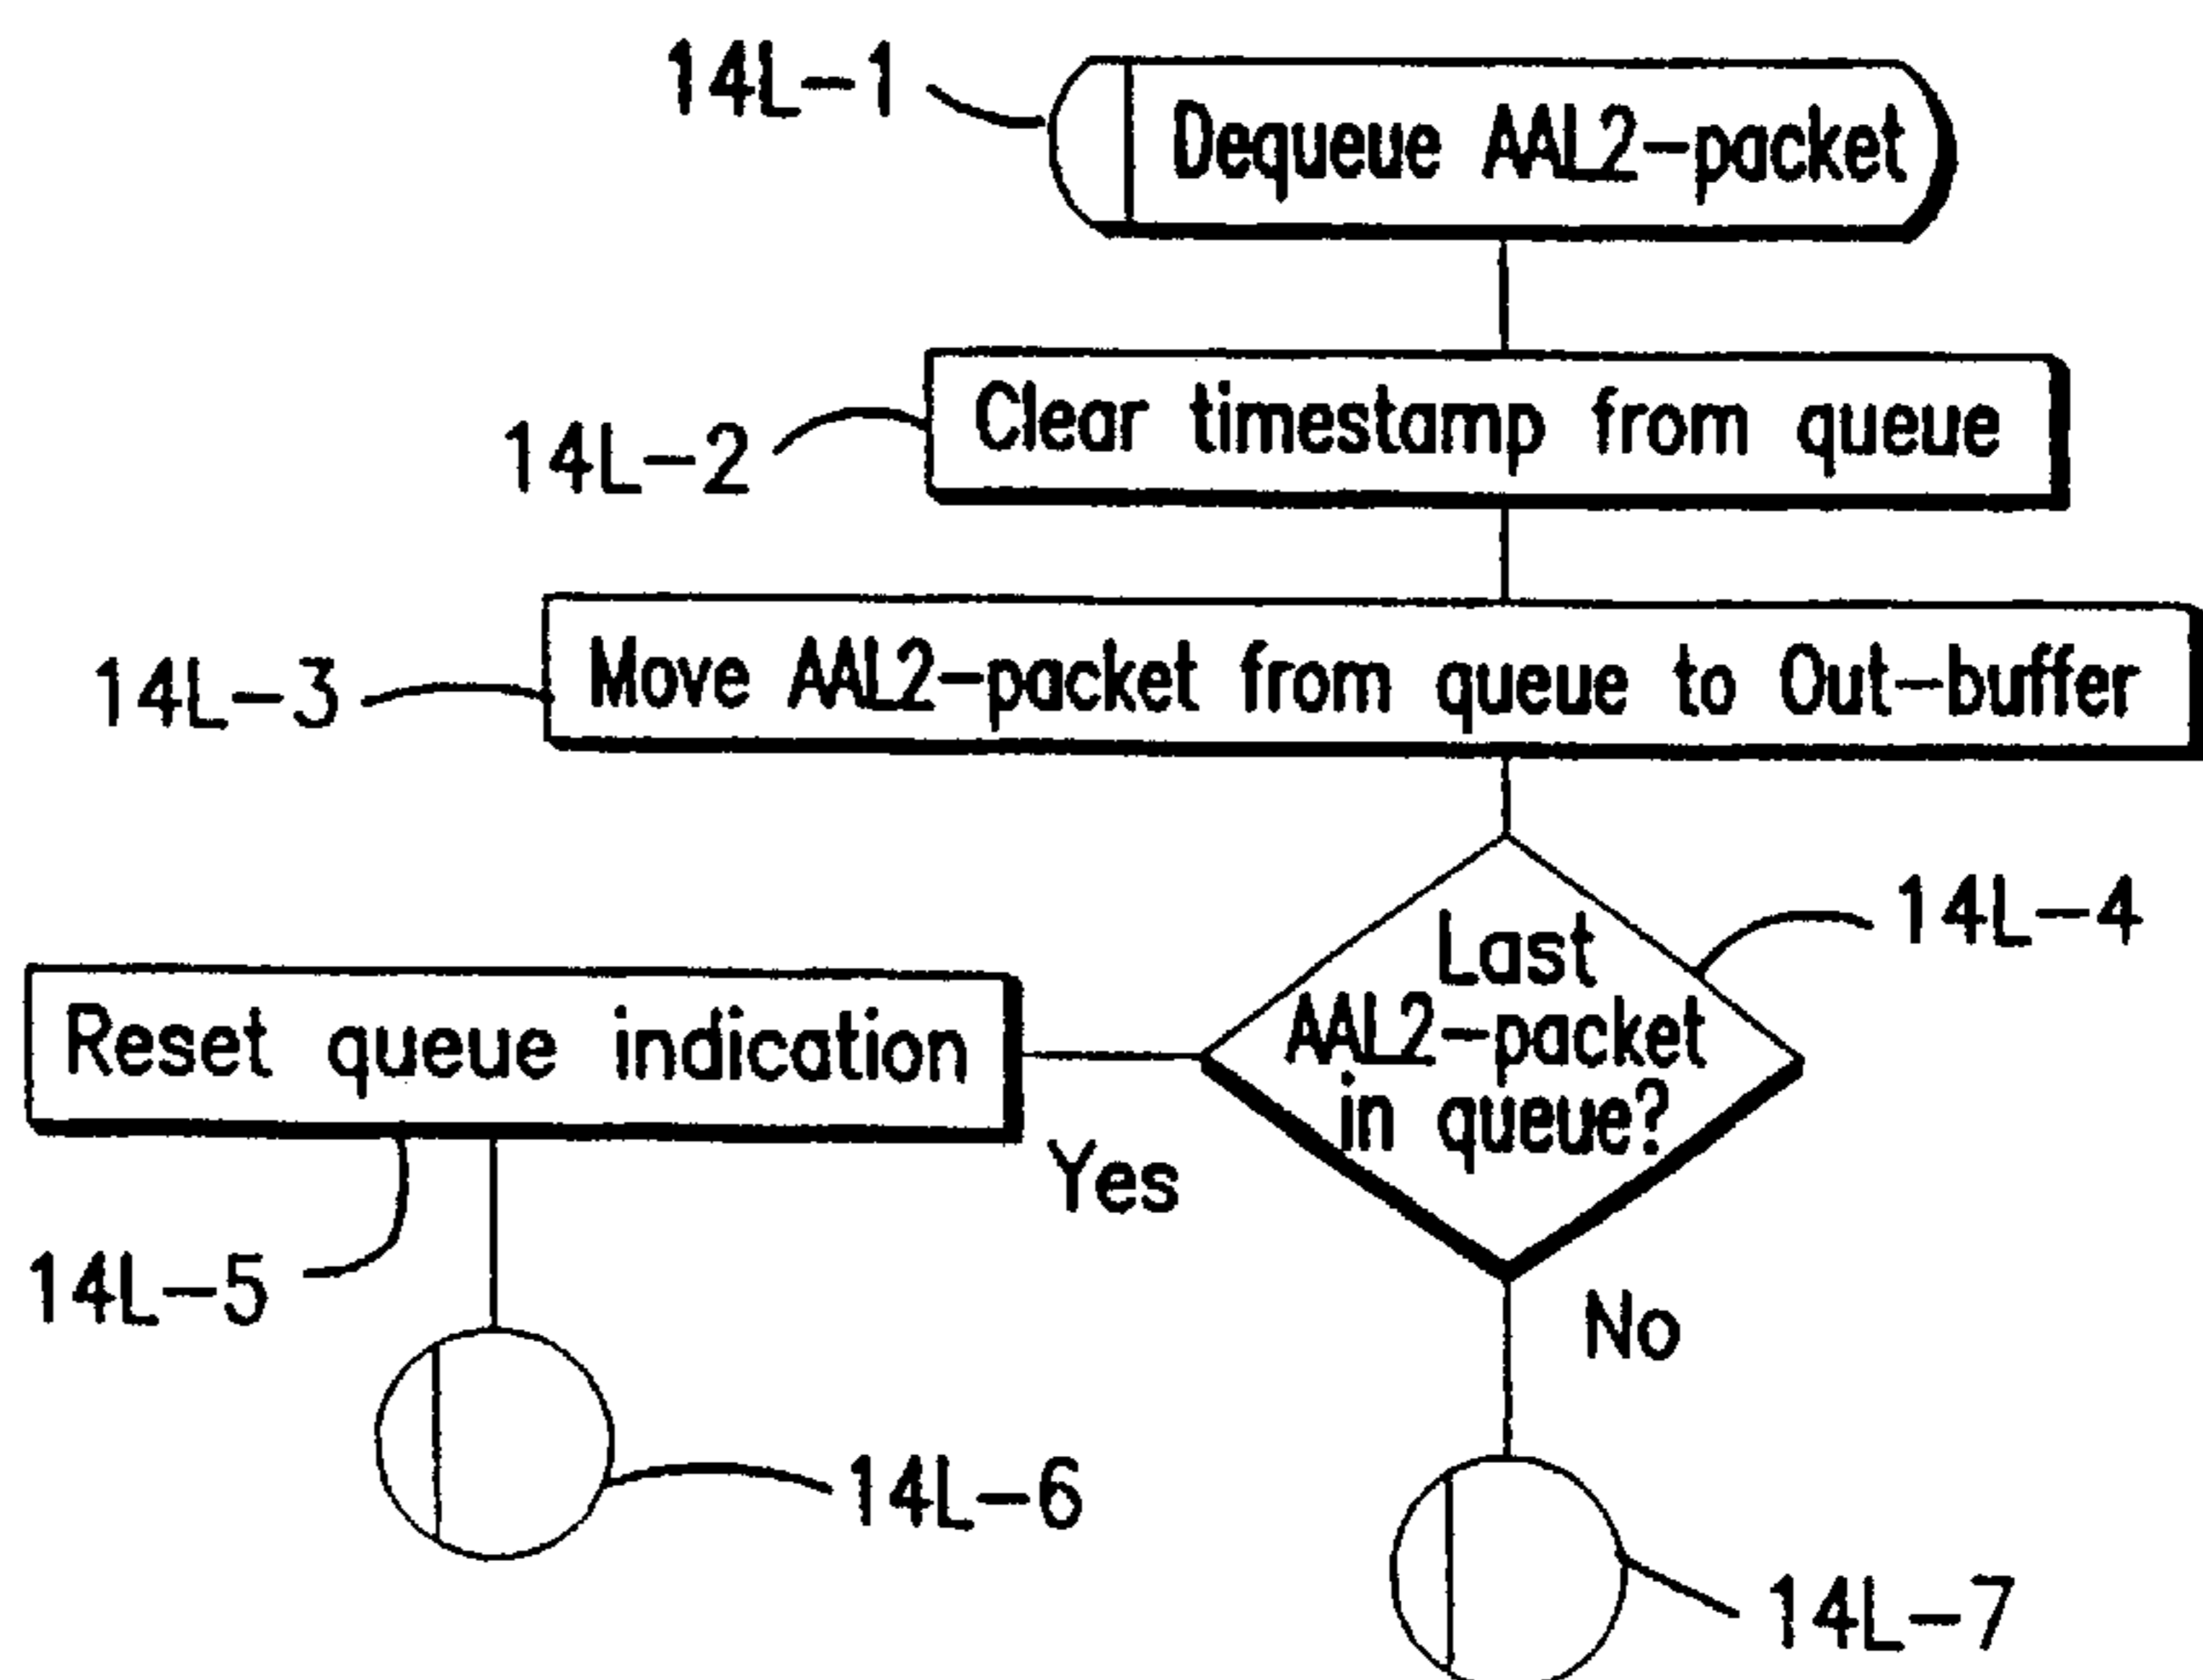 14L-1
Dequeue AAL2-packet
Clear timestamp from queue
14L-2
Move AAL2-packet from queue to Out-buffer
14L-3
Last
AAL2-packet
in queue?
14L-4
Reset queue indication
Yes
14L-5
No
14L-6
14L-7